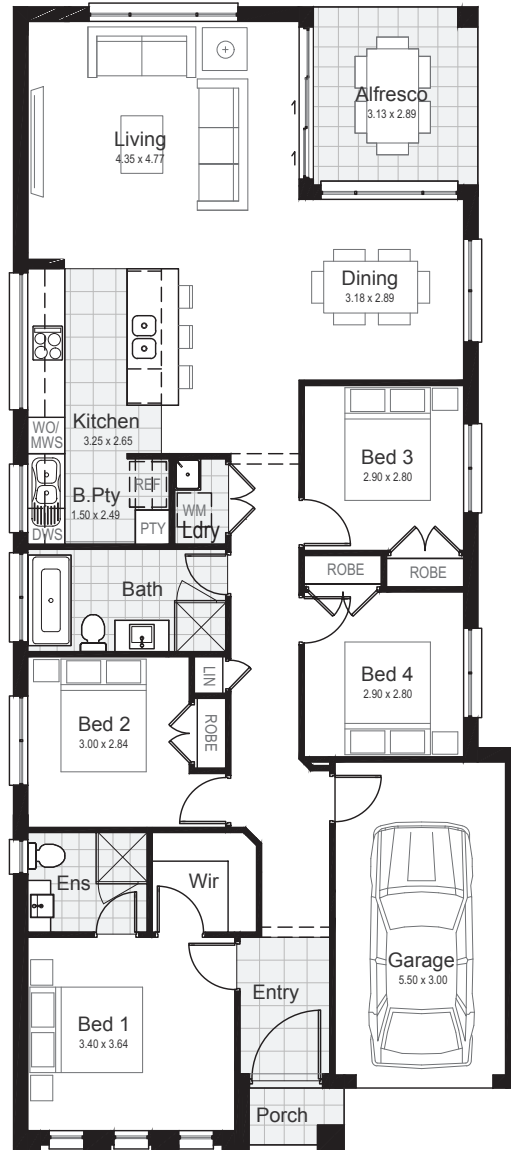 Alfresco
3.13 x 2.89
Living
4.35 x 4.77
Dining
3.18 x 2.89
Kitchen
3.25 x 2.65
WO/
MWS
Bed 3
2.90 x 2.80
REF
B.Pty
1.50 x 2.49
WM
Ldry
PTY
DWS
ROBE
ROBE
Bath
Bed 4
2.90 x 2.80
LIN
Bed 2
3.00 x 2.84
ROBE
Ens
Wir
Garage
5.50 x 3.00
Entry
Bed 1
3.40 x 3.64
Porch